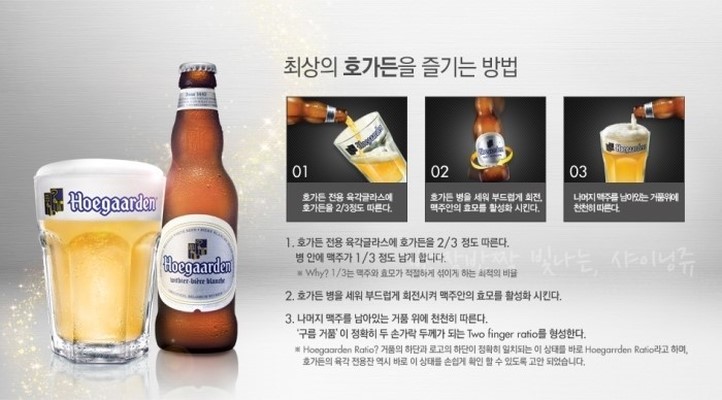 최상의 호가든을 즐기는 방법
Hoegaarden
Hoegaarden
witbier-bière blanche
Hoegaarden
Hoegaarden
01
호가든 전용 육각글라스에
호가든을 2/3정도 따른다.
02
호가든 병을 세워 부드럽게 회전,
맥주안의 효모를 활성화 시킨다.
03
나머지 맥주를 남아있는 거품위에
천천히 따른다.
1. 호가든 전용 육각글라스에 호가든을 2/3 정도 따른다.
병 안에 맥주가 1/3 정도 남게 합니다.
※ Why? 1/3는 맥주와 효모가 적절하게 섞이게 하는 최적의 비율
빛나는, 샤이닝쥬
2. 호가든 병을 세워 부드럽게 회전시켜 맥주안의 효모를 활성화 시킨다.
3. 나머지 맥주를 남아있는 거품 위에 천천히 따른다.
'구름 거품'이 정확히 두 손가락 두께가 되는 Two finger ratio를 형성한다.
※ Hoegaarden Ratio? 거품의 하단과 로고의 하단이 정확히 일치되는 이 상태를 바로 Hoegarrden Ratio라고 하며,
호가든의 육각 전용잔 역시 바로 이 상태를 손쉽게 확인 할 수 있도록 고안 되었습니다.